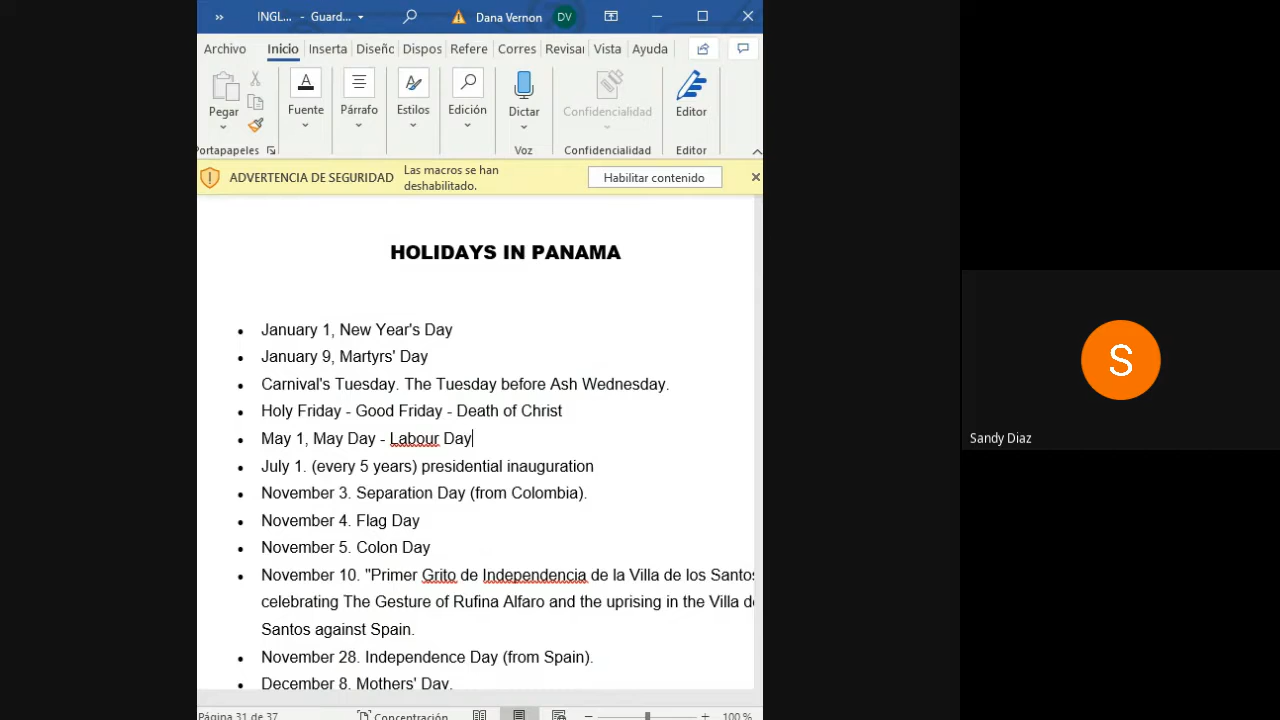 » INGL... - Guard... Dana Vernon DV
Archivo Inicio Inserta Diseñc Dispos Refere Corres Revisar Vista Ayuda
Pegar Fuente Párrafo Estilos Edición Dictar Confidencialidad Editor
Portapapeles Voz Confidencialidad Editor
ADVERTENCIA DE SEGURIDAD Las macros se han deshabilitado. Habilitar contenido
HOLIDAYS IN PANAMA
• January 1, New Year's Day
• January 9, Martyrs' Day
• Carnival's Tuesday. The Tuesday before Ash Wednesday.
• Holy Friday - Good Friday - Death of Christ
• May 1, May Day - Labour Day
• July 1. (every 5 years) presidential inauguration
• November 3. Separation Day (from Colombia).
• November 4. Flag Day
• November 5. Colon Day
• November 10. "Primer Grito de Independencia de la Villa de los Santos
celebrating The Gesture of Rufina Alfaro and the uprising in the Villa de
Santos against Spain.
• November 28. Independence Day (from Spain).
• December 8. Mothers' Day.
Página 31 de 37 Concentración 100 %
S
Sandy Diaz